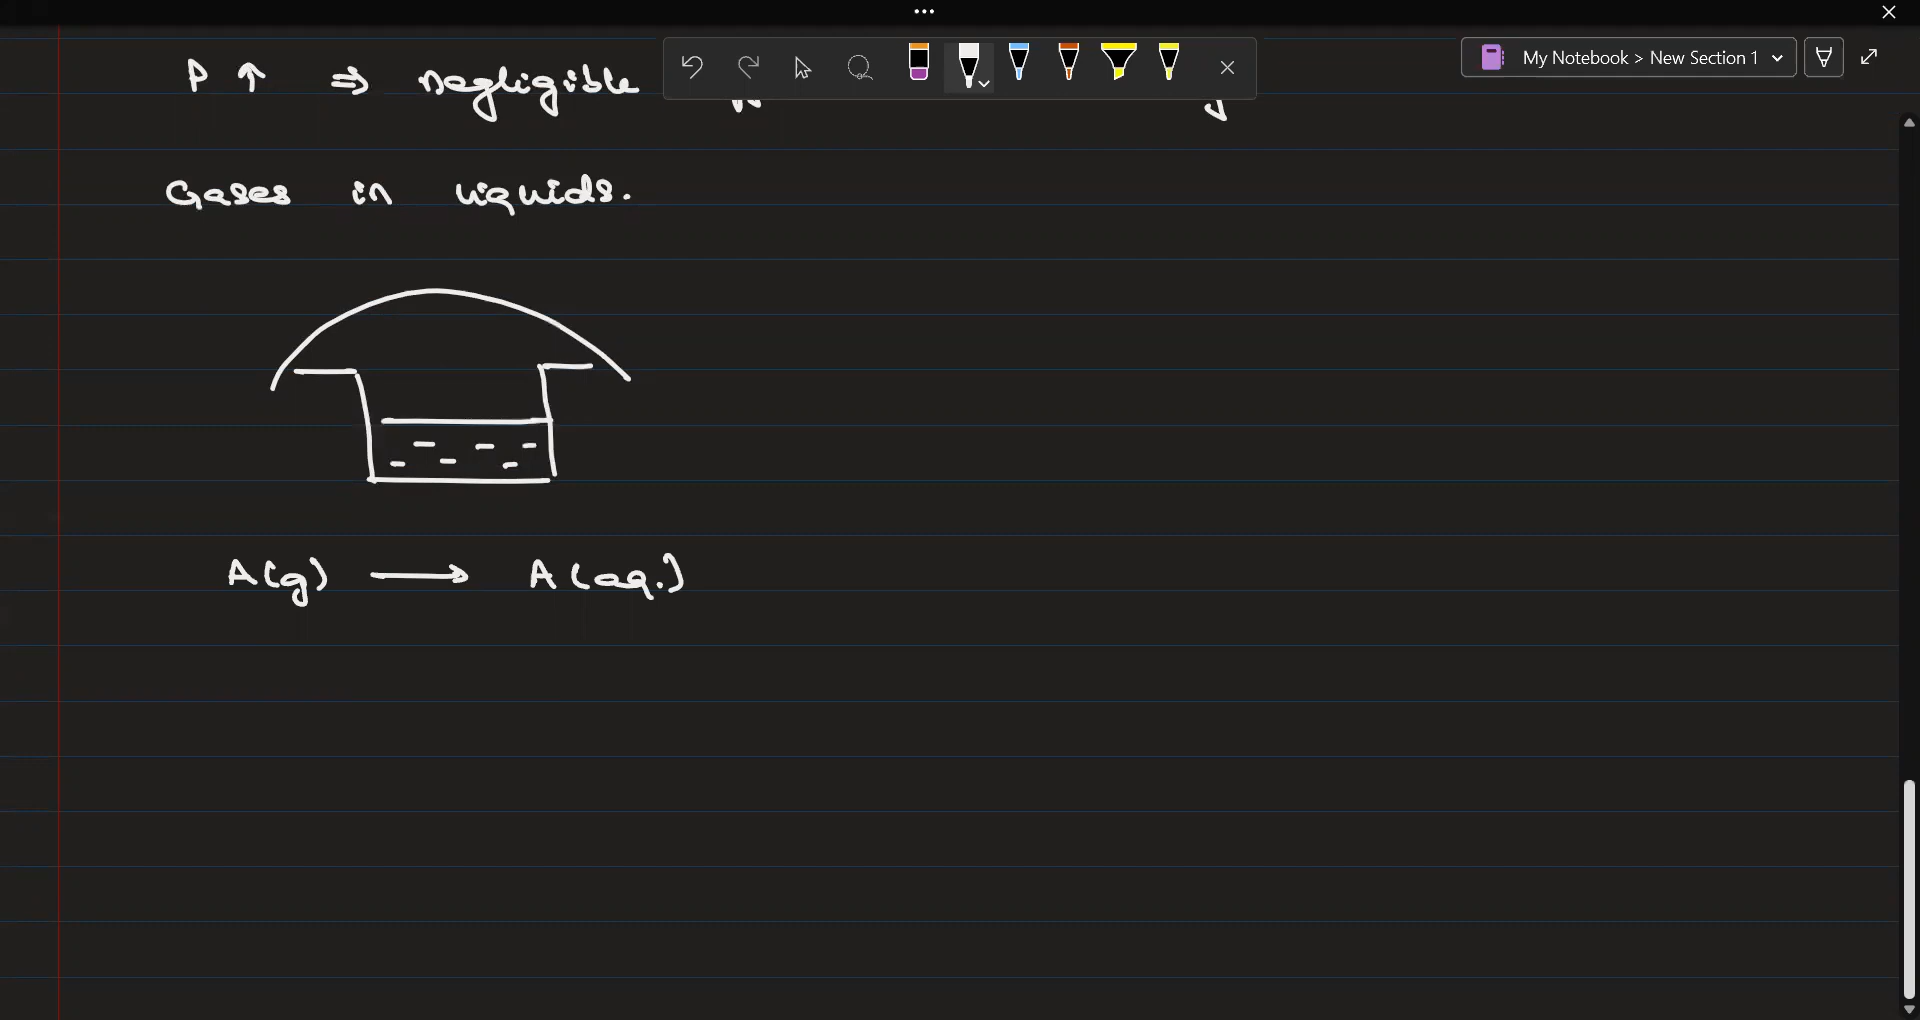 My Notebook > New Section 1
P ↑ ⇒ negligible
Gases in liquids.
A(g) ⟶ A(aq.)